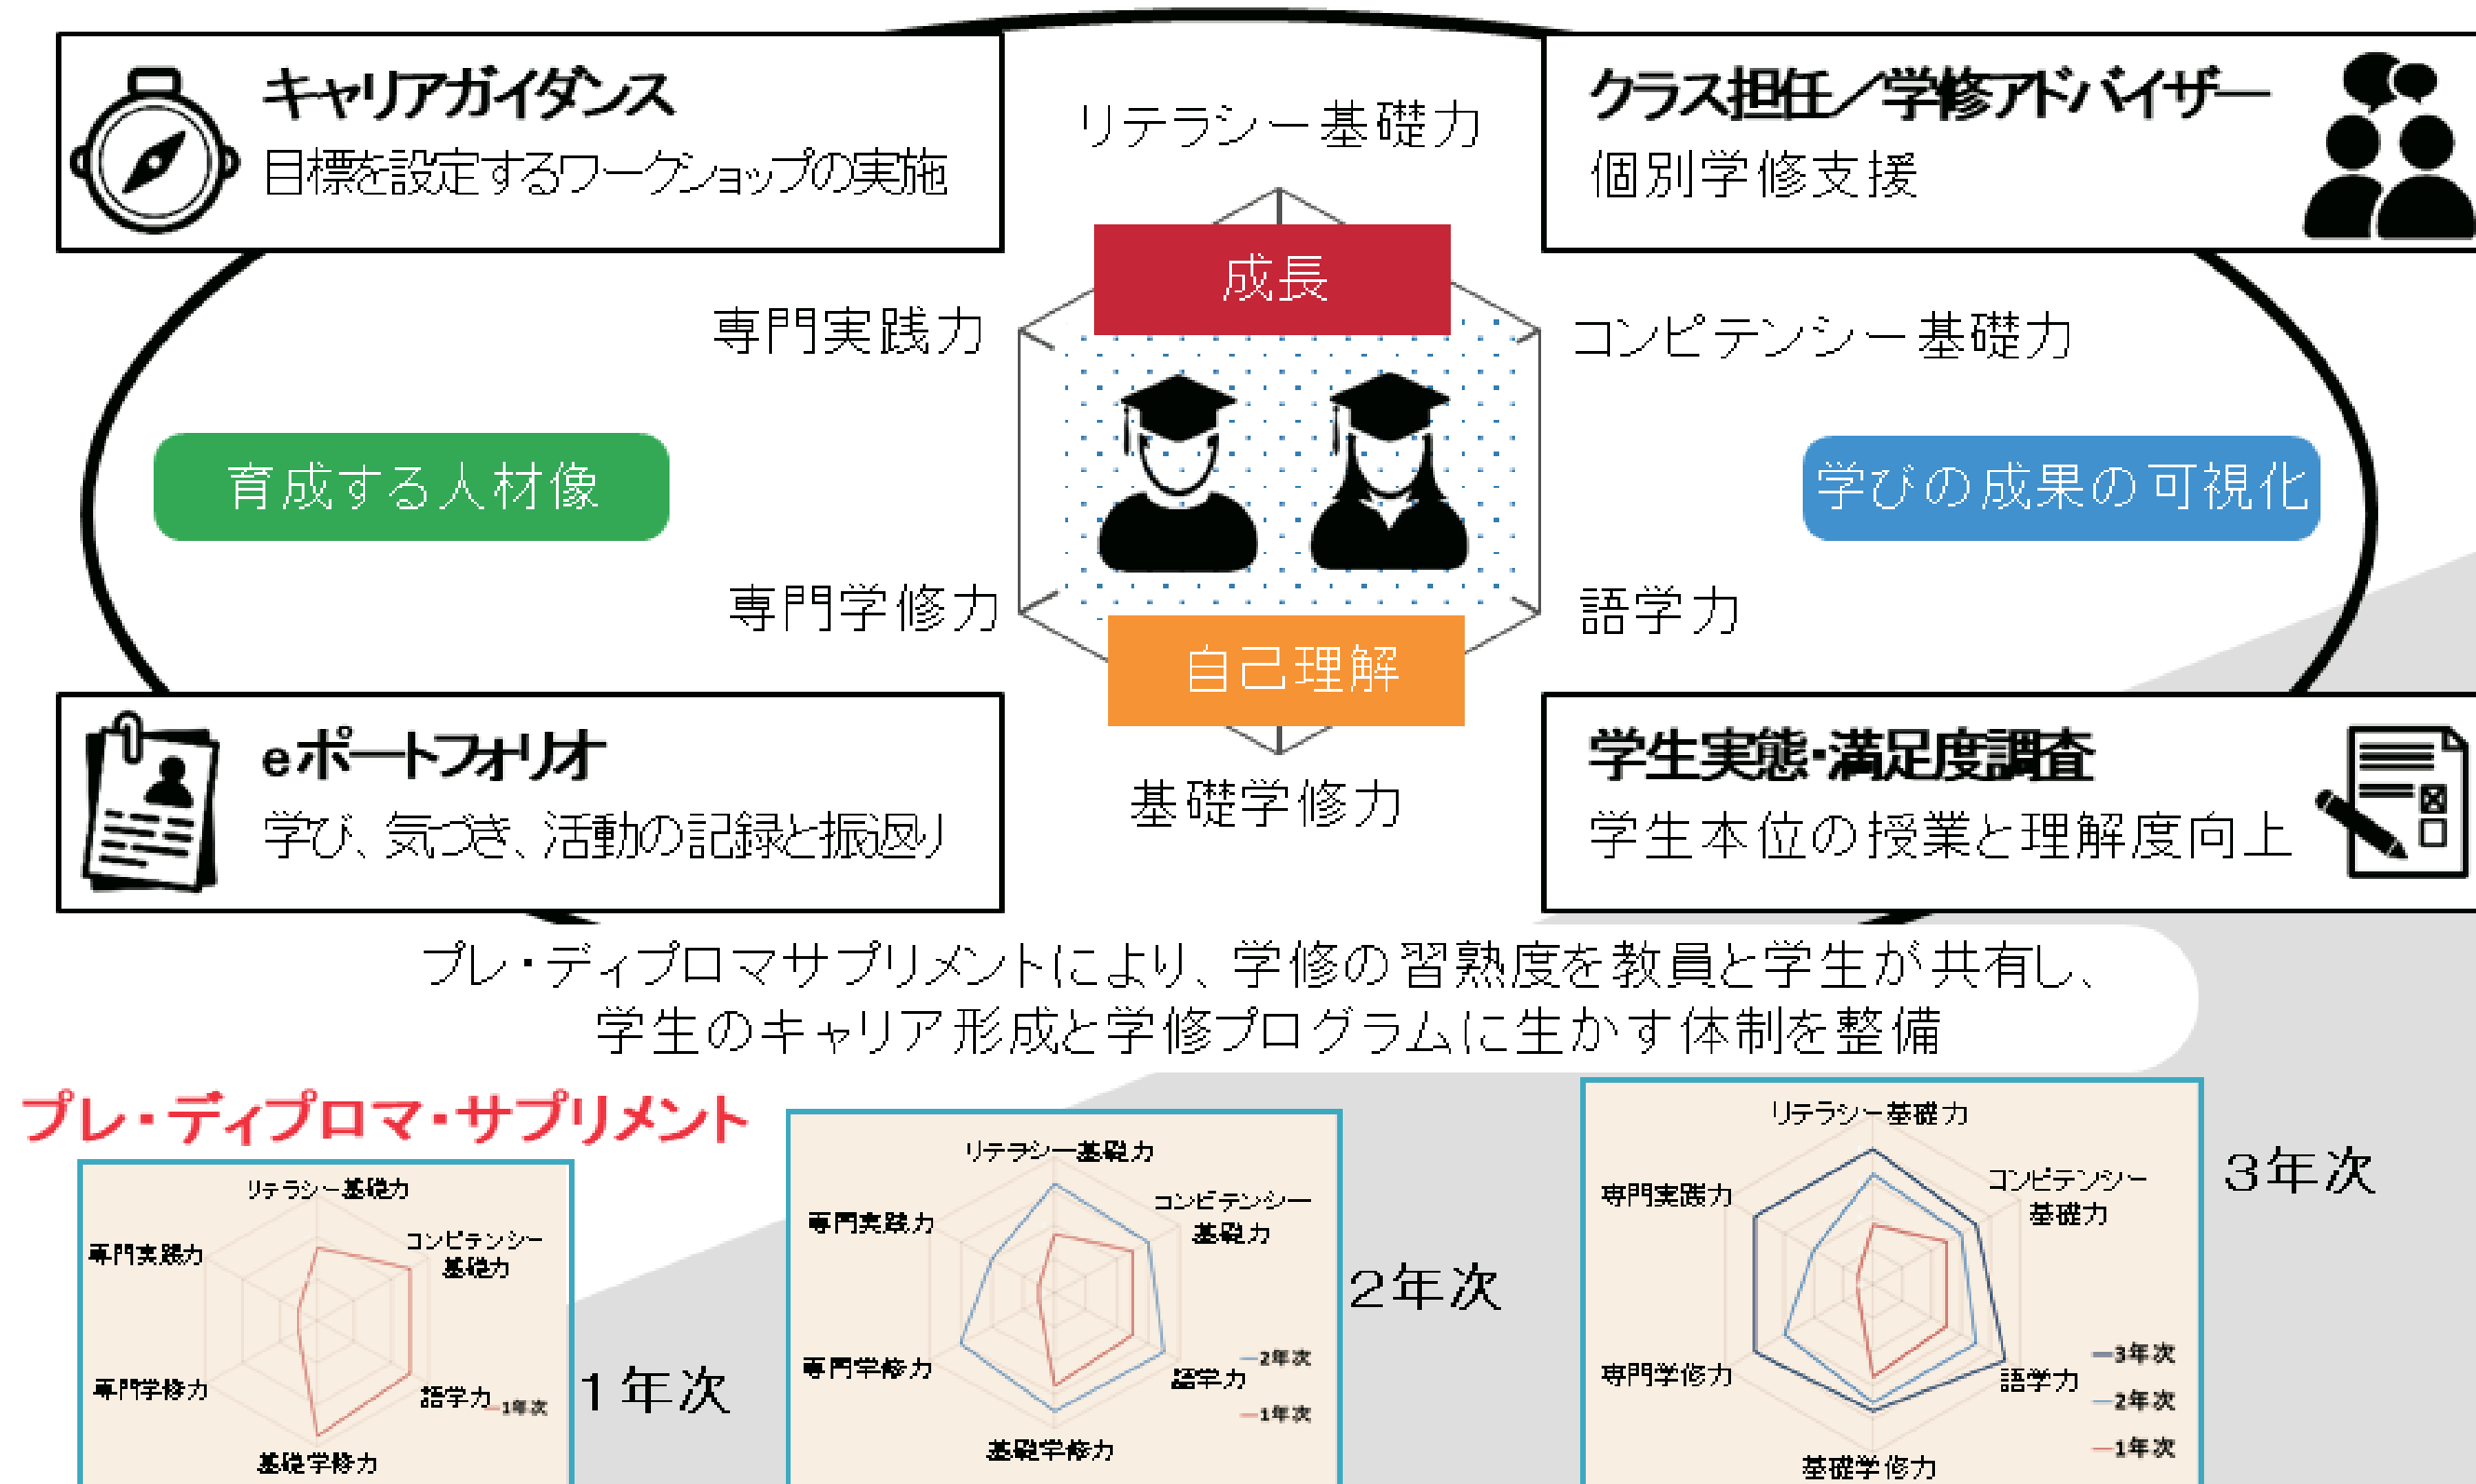 キャリアガイダンス
目標を設定するワークショップの実施
クラス担任／学修アドバイザー
個別学修支援
リテラシー基礎力
成長
専門実践力
コンピテンシー基礎力
育成する人材像
学びの成果の可視化
専門学修力
語学力
自己理解
基礎学修力
eポートフォリオ
学び、気づき、活動の記録と振返り
学生実態・満足度調査
学生本位の授業と理解度向上
プレ・ディプロマサプリメントにより、学修の習熟度を教員と学生が共有し、
学生のキャリア形成と学修プログラムに生かす体制を整備
プレ・ディプロマ・サプリメント
リテラシー基礎力
コンピテンシー
基礎力
専門実践力
専門学修力
語学力
1年次
基礎学修力
1年次
リテラシー基礎力
コンピテンシー
基礎力
専門実践力
専門学修力
語学力
2年次
1年次
基礎学修力
2年次
リテラシー基礎力
コンピテンシー
基礎力
専門実践力
専門学修力
語学力
3年次
2年次
1年次
基礎学修力
3年次